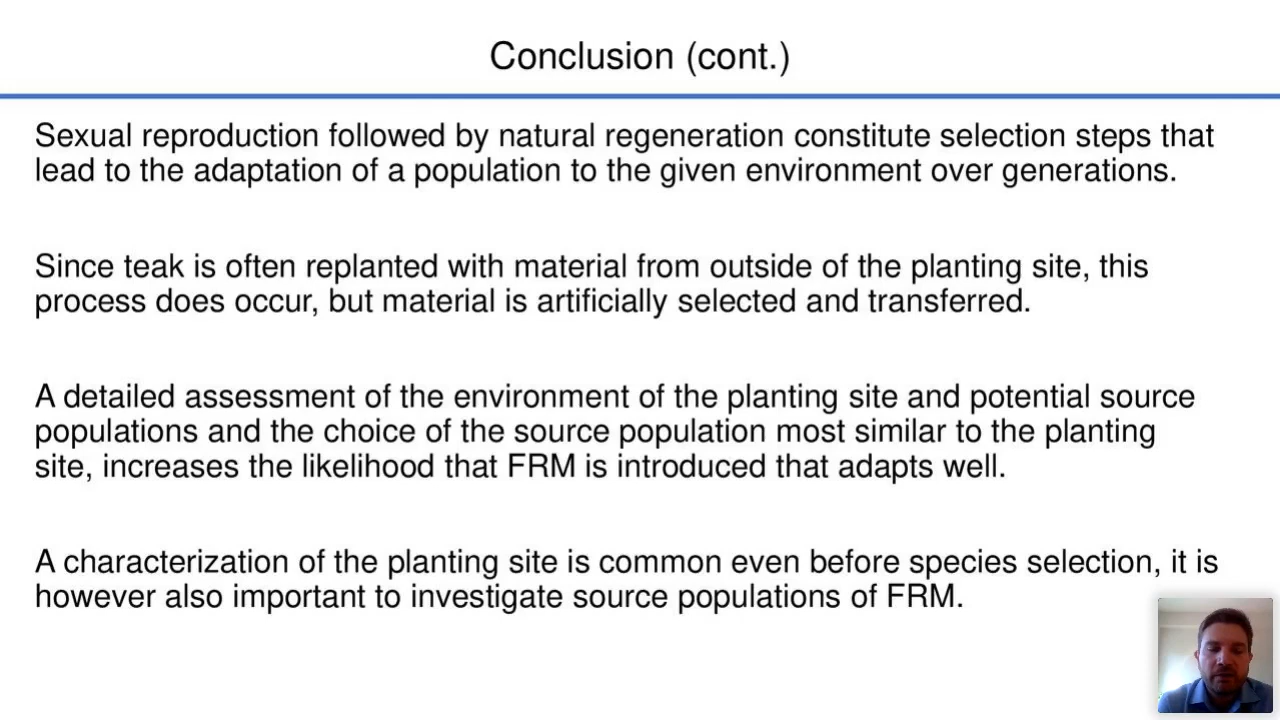 Conclusion (cont.)
Sexual reproduction followed by natural regeneration constitute selection steps that
lead to the adaptation of a population to the given environment over generations.
Since teak is often replanted with material from outside of the planting site, this
process does occur, but material is artificially selected and transferred.
A detailed assessment of the environment of the planting site and potential source
populations and the choice of the source population most similar to the planting
site, increases the likelihood that FRM is introduced that adapts well.
A characterization of the planting site is common even before species selection, it is
however also important to investigate source populations of FRM.